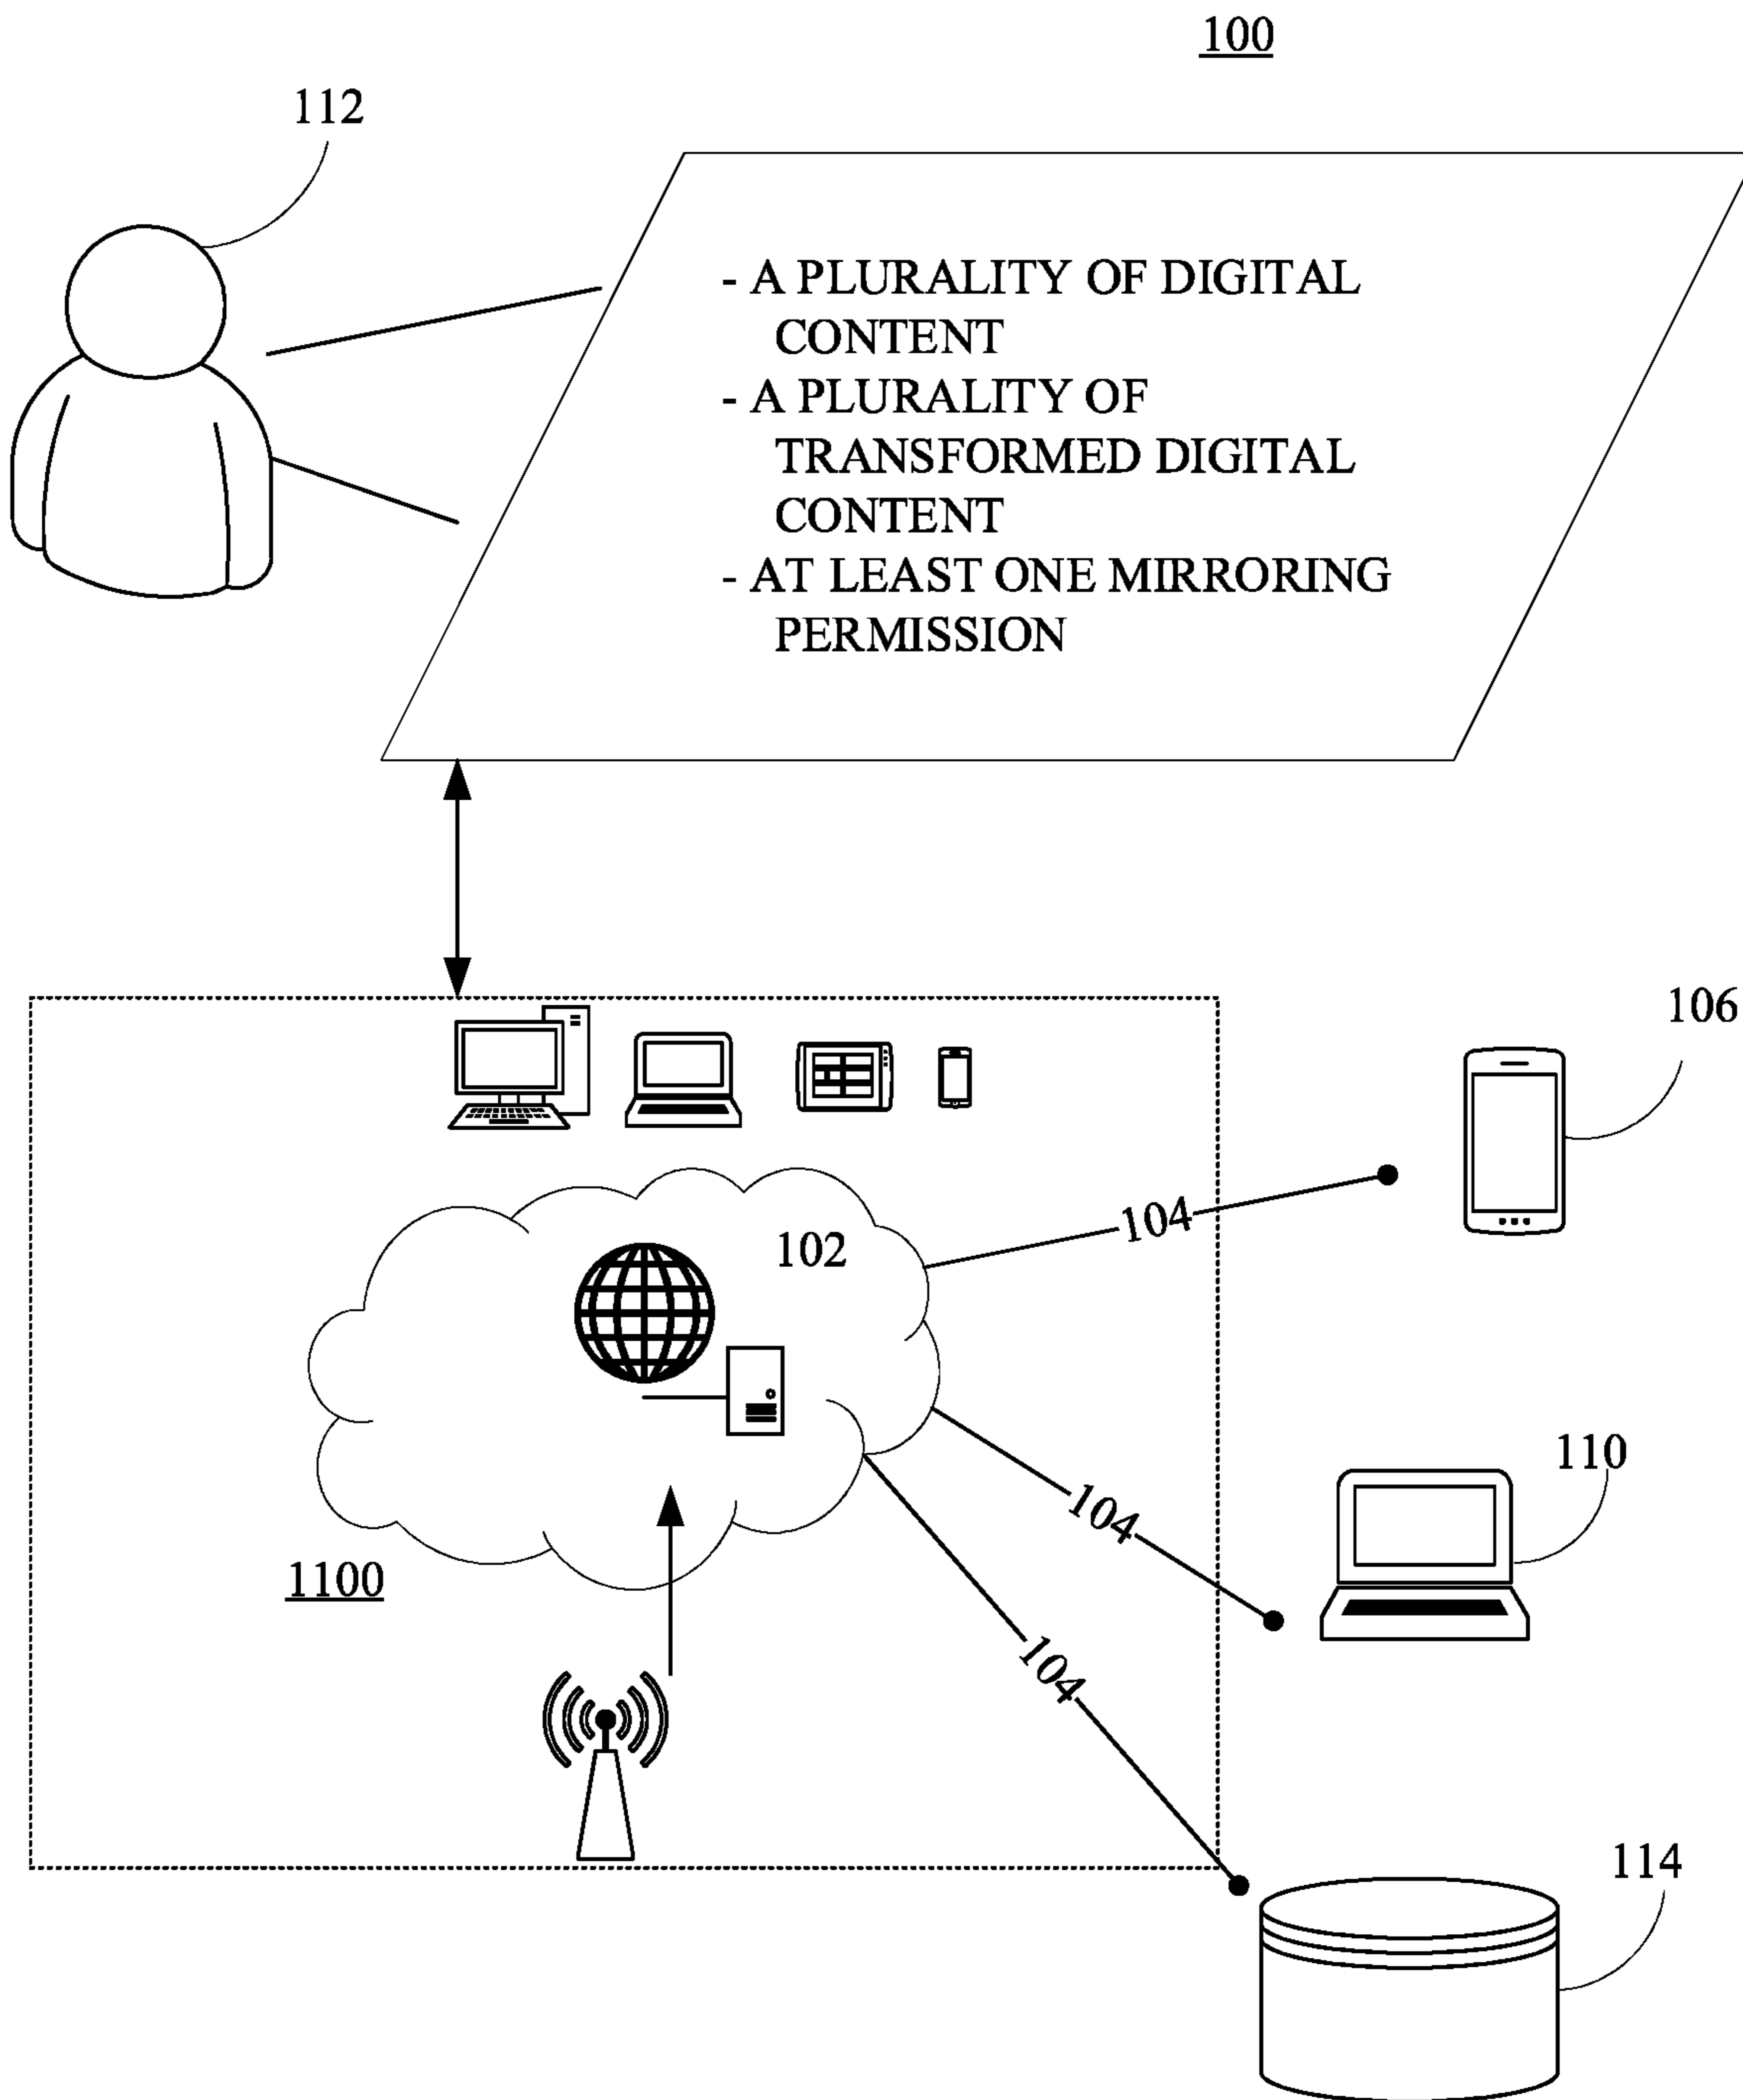 100
112
- A PLURALITY OF DIGITAL
CONTENT
- A PLURALITY OF
TRANSFORMED DIGITAL
CONTENT
- AT LEAST ONE MIRRORING
PERMISSION
106
104
102
110
104
1100
104
114